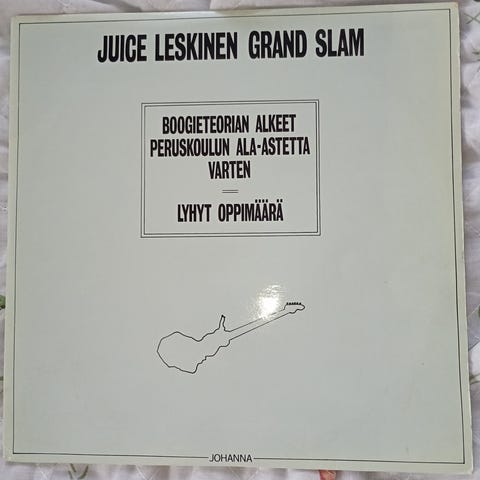 JUICE LESKINEN GRAND SLAM
BOOGIETEORIAN ALKEET
PERUSKOULUN ALA-ASTETTA
VARTEN
LYHYT OPPIMÄÄRÄ
JOHANNA